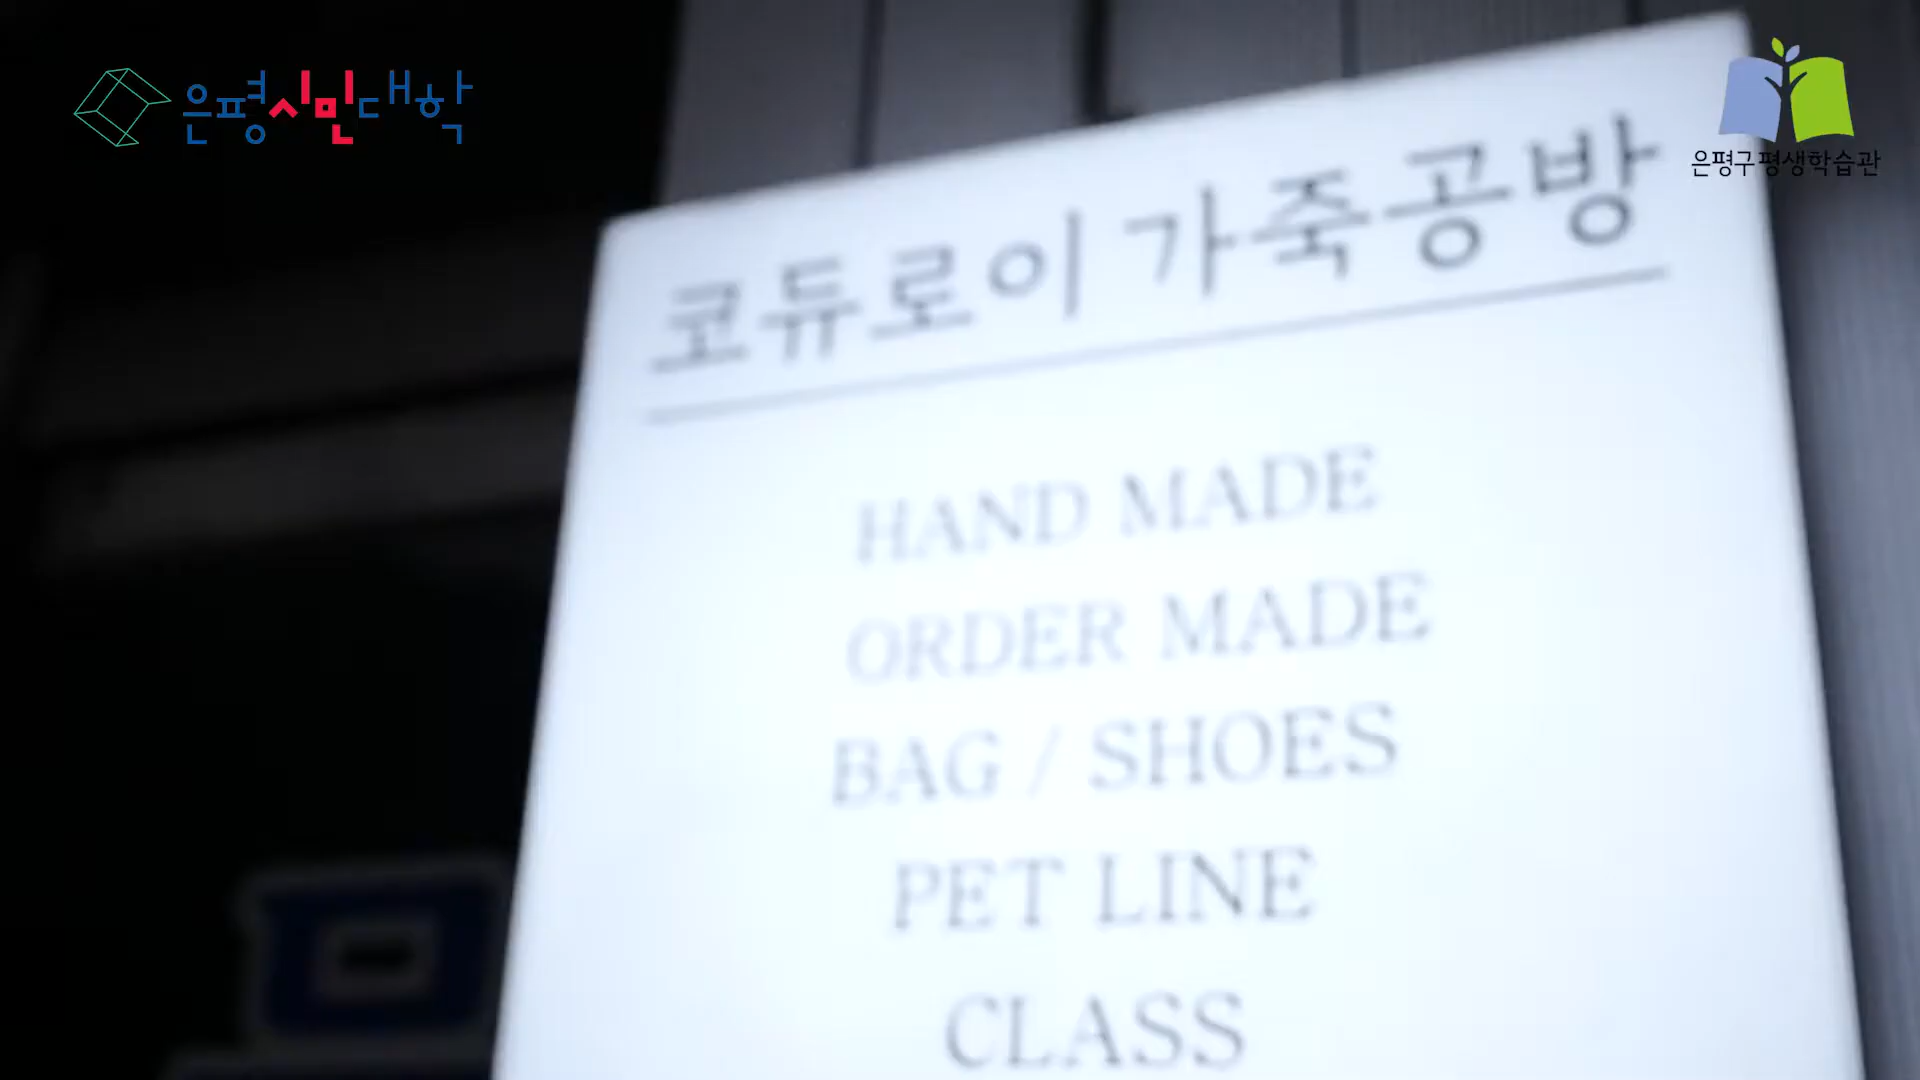 은평시민대학
은평구평생학습관
코듀로이 가죽공방
HAND MADE
ORDER MADE
BAG / SHOES
PET LINE
CLASS